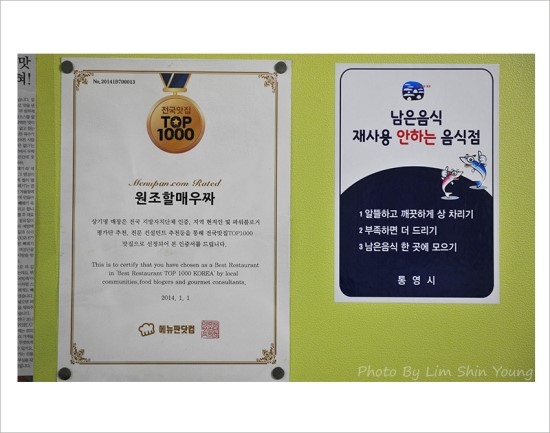 맛
허!
No.2014III700013
전국맛집
TOP
1000
Menupan.com Rated
원조할매우짜
상기명 매장은 전국 지방자치단체 인증, 지역 현지인 및 파워블로거
평가단 추천, 전문 컨설턴트 추천등을 통해 전국맛집TOP1000
맛집으로 선정되어 본 인증서를 드립니다.
This is to certify that you have chosen as a Best Restaurant
in 'Best Restaurant TOP 1000 KOREA' by local
communities,food blogers and gourmet consultants.
2014, 1, 1
메뉴판닷컴
남은음식
재사용 안하는 음식점
1 알뜰하고 깨끗하게 상 차리기
2 부족하면 더 드리기
3 남은음식 한 곳에 모으기
통영시
Photo By Lim Shin Young